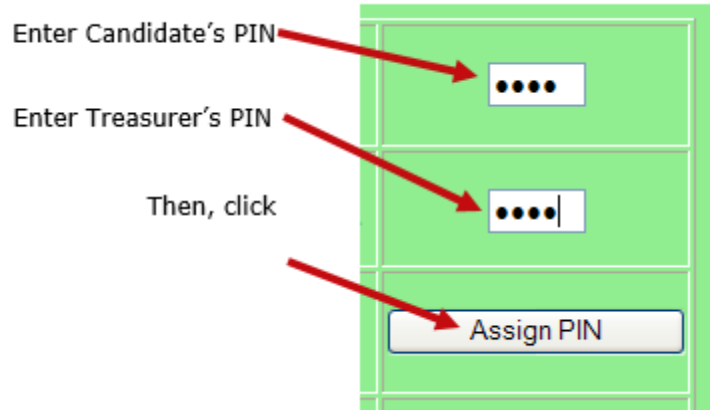 Enter Candidate's PIN
••••
Enter Treasurer's PIN
••••
Then, click
Assign PIN